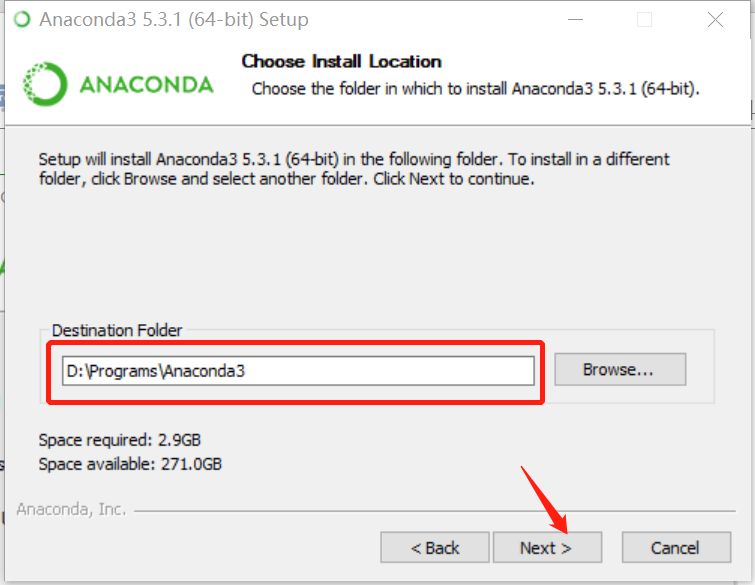 Anaconda3 5.3.1 (64-bit) Setup
ANACONDA
Choose Install Location
Choose the folder in which to install Anaconda3 5.3.1 (64-bit).
Setup will install Anaconda3 5.3.1 (64-bit) in the following folder. To install in a different
folder, click Browse and select another folder. Click Next to continue.
Destination Folder
D:\Programs\Anaconda3
Browse...
Space required: 2.9GB
Space available: 271.0GB
Anaconda, Inc.
< Back
Next >
Cancel